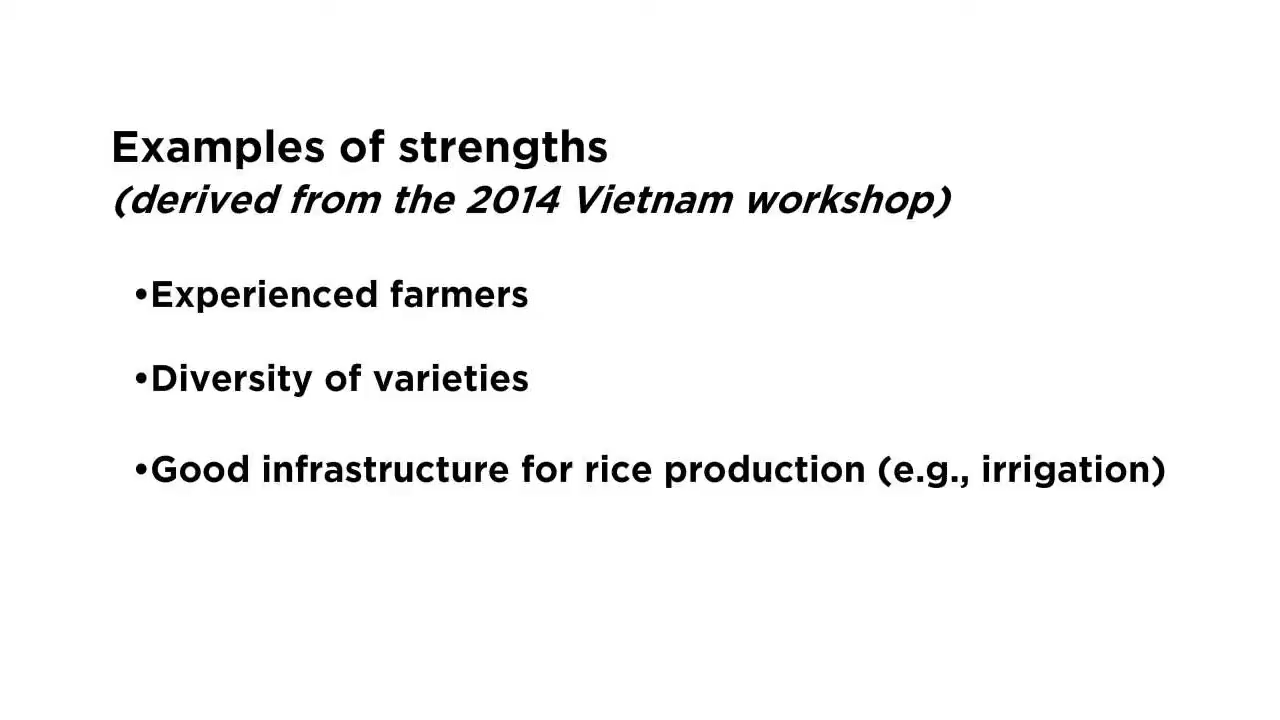 Examples of strengths
(derived from the 2014 Vietnam workshop)
•Experienced farmers
•Diversity of varieties
•Good infrastructure for rice production (e.g., irrigation)